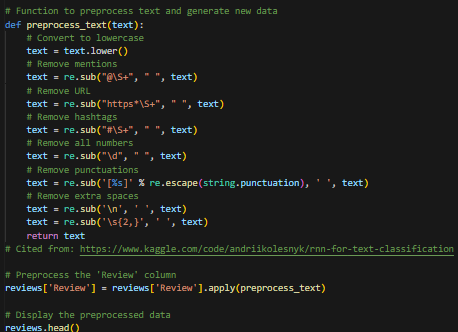 # Function to preprocess text and generate new data
def preprocess_text(text):
    # Convert to lowercase
    text = text.lower()
    # Remove mentions
    text = re.sub("@\S+", " ", text)
    # Remove URL
    text = re.sub("https*\S+", " ", text)
    # Remove hashtags
    text = re.sub("#\S+", " ", text)
    # Remove all numbers
    text = re.sub("\d", " ", text)
    # Remove punctuations
    text = re.sub('[%s]' % re.escape(string.punctuation), ' ', text)
    # Remove extra spaces
    text = re.sub('\n', ' ', text)
    text = re.sub('\s{2,}', ' ', text)
    return text
# Cited from: https://www.kaggle.com/code/andriikolesnyk/rnn-for-text-classification
# Preprocess the 'Review' column
reviews['Review'] = reviews['Review'].apply(preprocess_text)
# Display the preprocessed data
reviews.head()